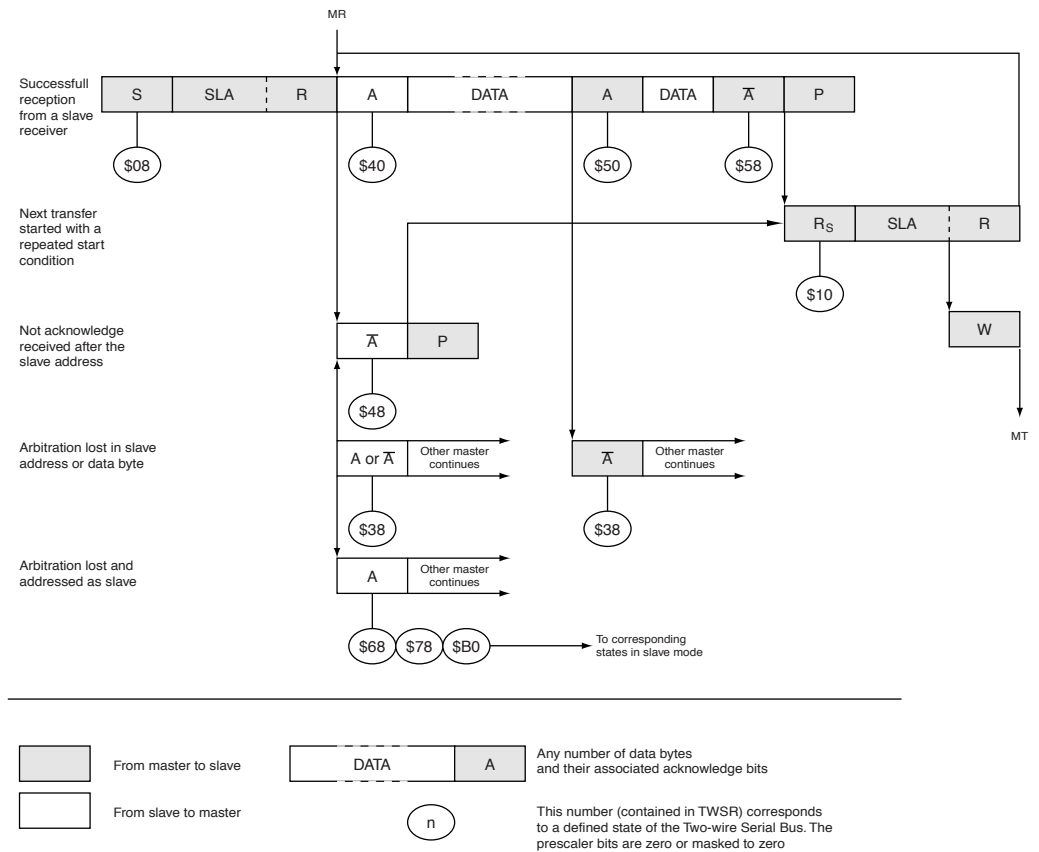 MR
Successfull
reception
from a slave
receiver
S SLA R A DATA A DATA A̅ P
$08 $40 $50 $58
Next transfer
started with a
repeated start
condition
RS SLA R
$10
Not acknowledge
received after the
slave address
A̅ P
W
$48
MT
Arbitration lost in slave
address or data byte
A or A̅
Other master
continues
A̅
Other master
continues
$38 $38
Arbitration lost and
addressed as slave
A
Other master
continues
$68 $78 $B0
To corresponding
states in slave mode
From master to slave
DATA A
Any number of data bytes
and their associated acknowledge bits
From slave to master
n
This number (contained in TWSR) corresponds
to a defined state of the Two-wire Serial Bus. The
prescaler bits are zero or masked to zero